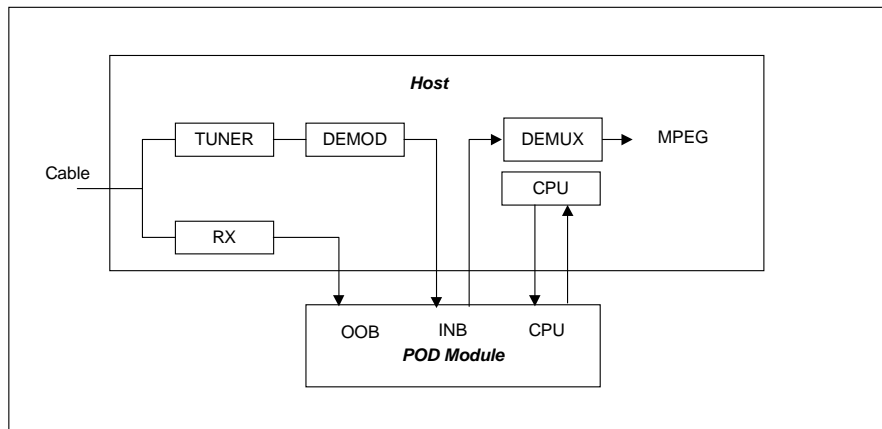 Host
TUNER
DEMOD
DEMUX
MPEG
Cable
CPU
RX
OOB
INB
CPU
POD Module